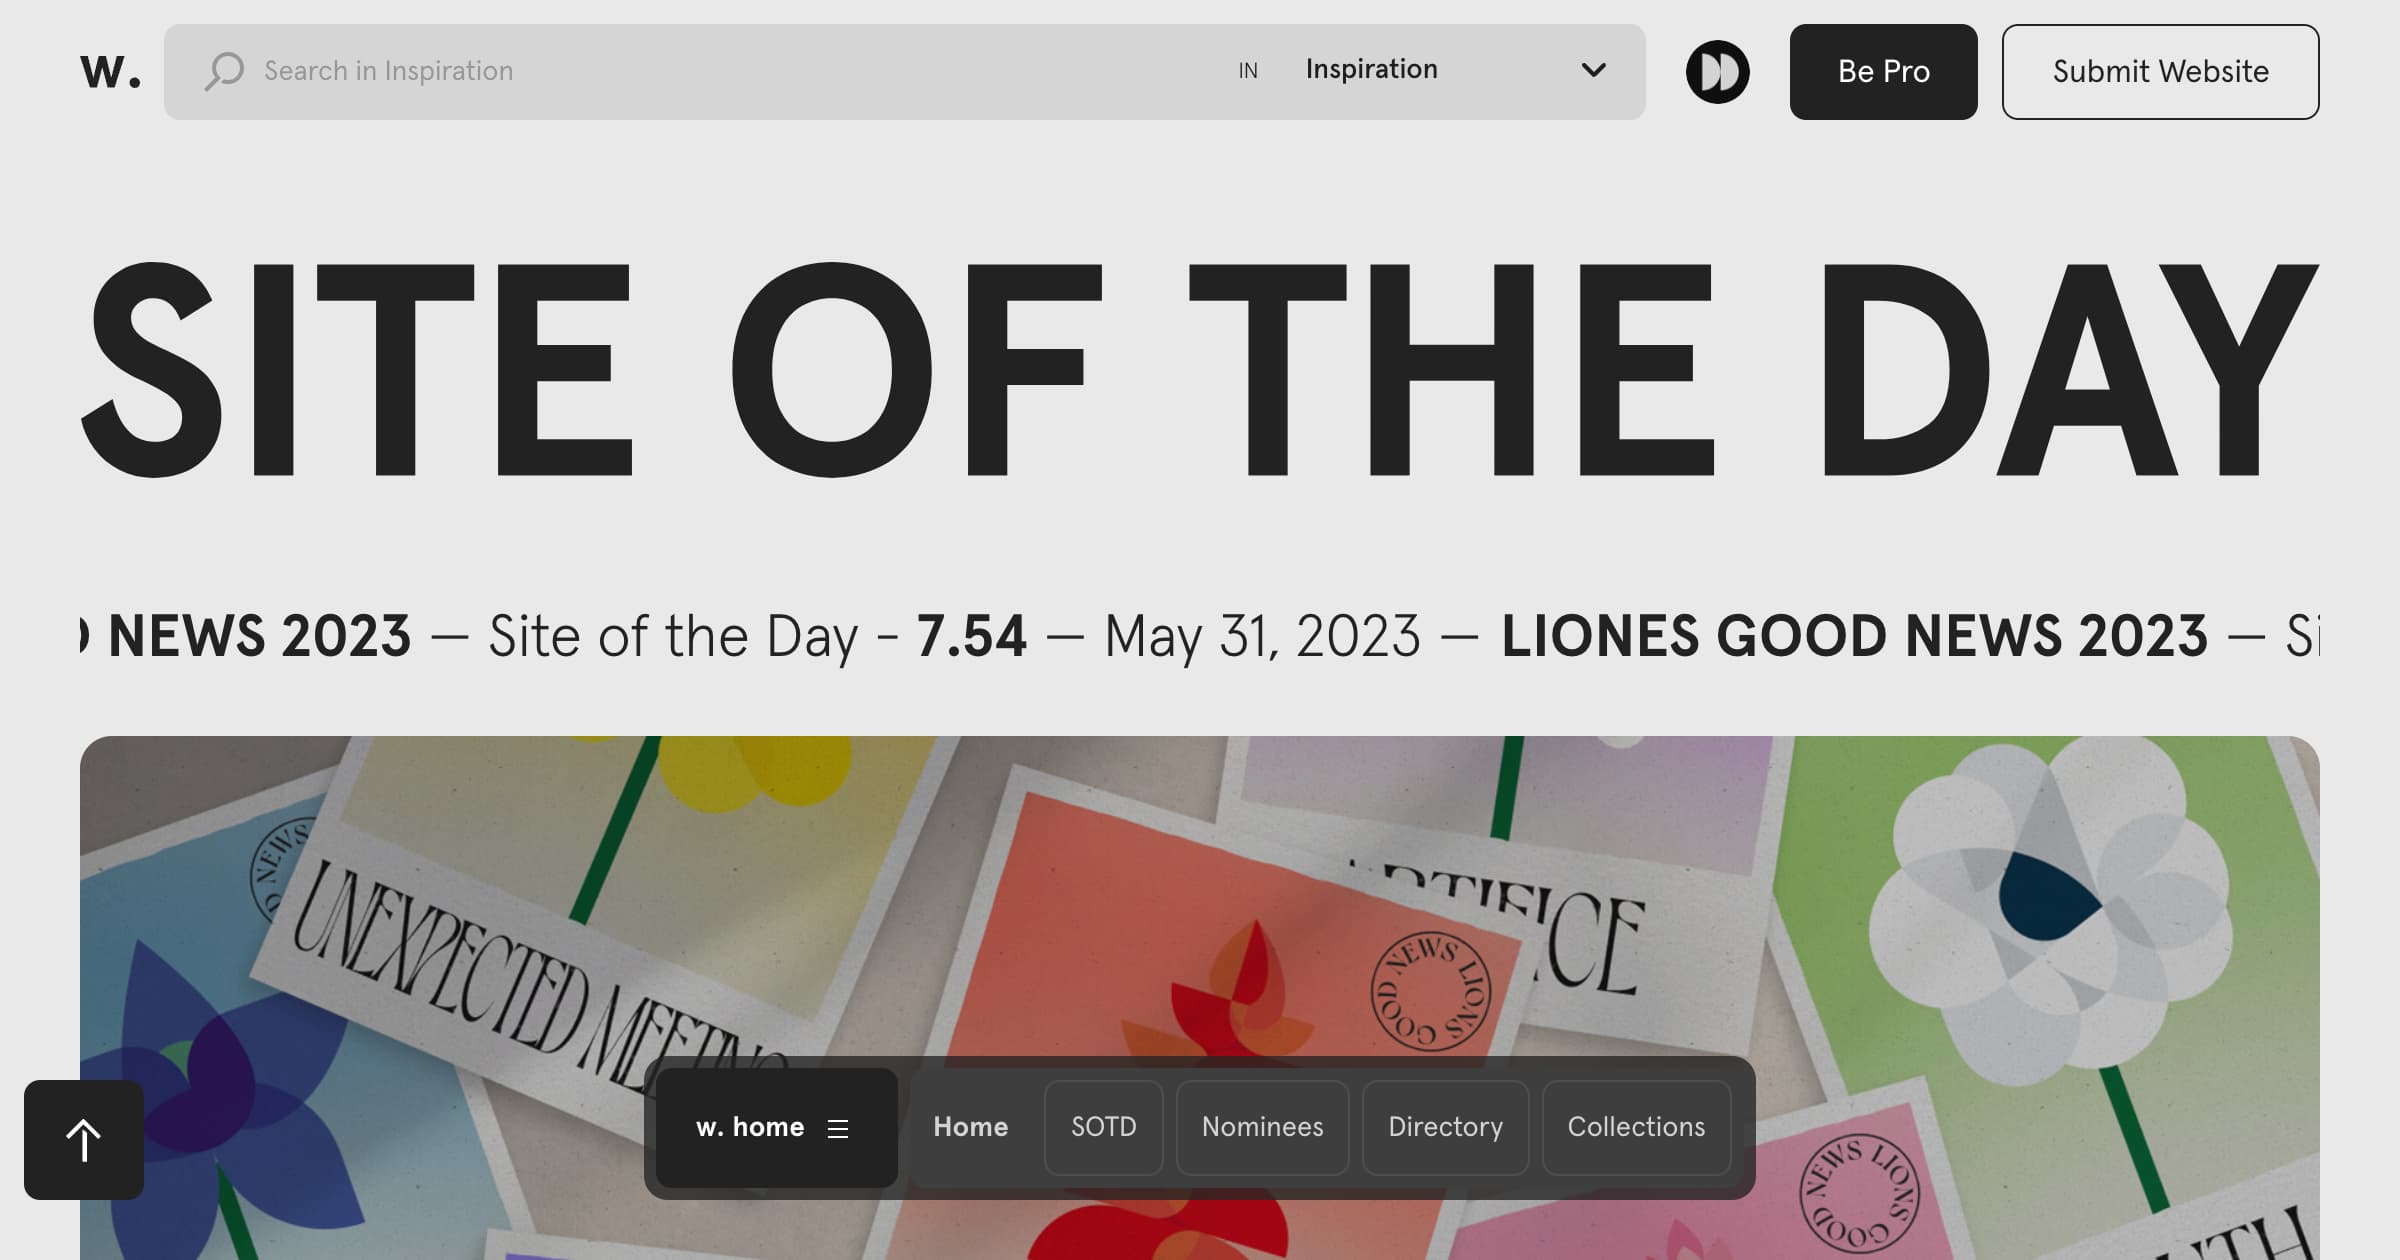 w.
Search in Inspiration
IN
Inspiration
Be Pro
Submit Website
SITE OF THE DAY
NEWS 2023 — Site of the Day - 7.54 — May 31, 2023 — LIONES GOOD NEWS 2023 — Si
NEWS
UNEXPECTED MEETING
ARTIFICE
GOOD NEWS LIONS
w. home
Home
SOTD
Nominees
Directory
Collections
GOOD NEWS LIONS